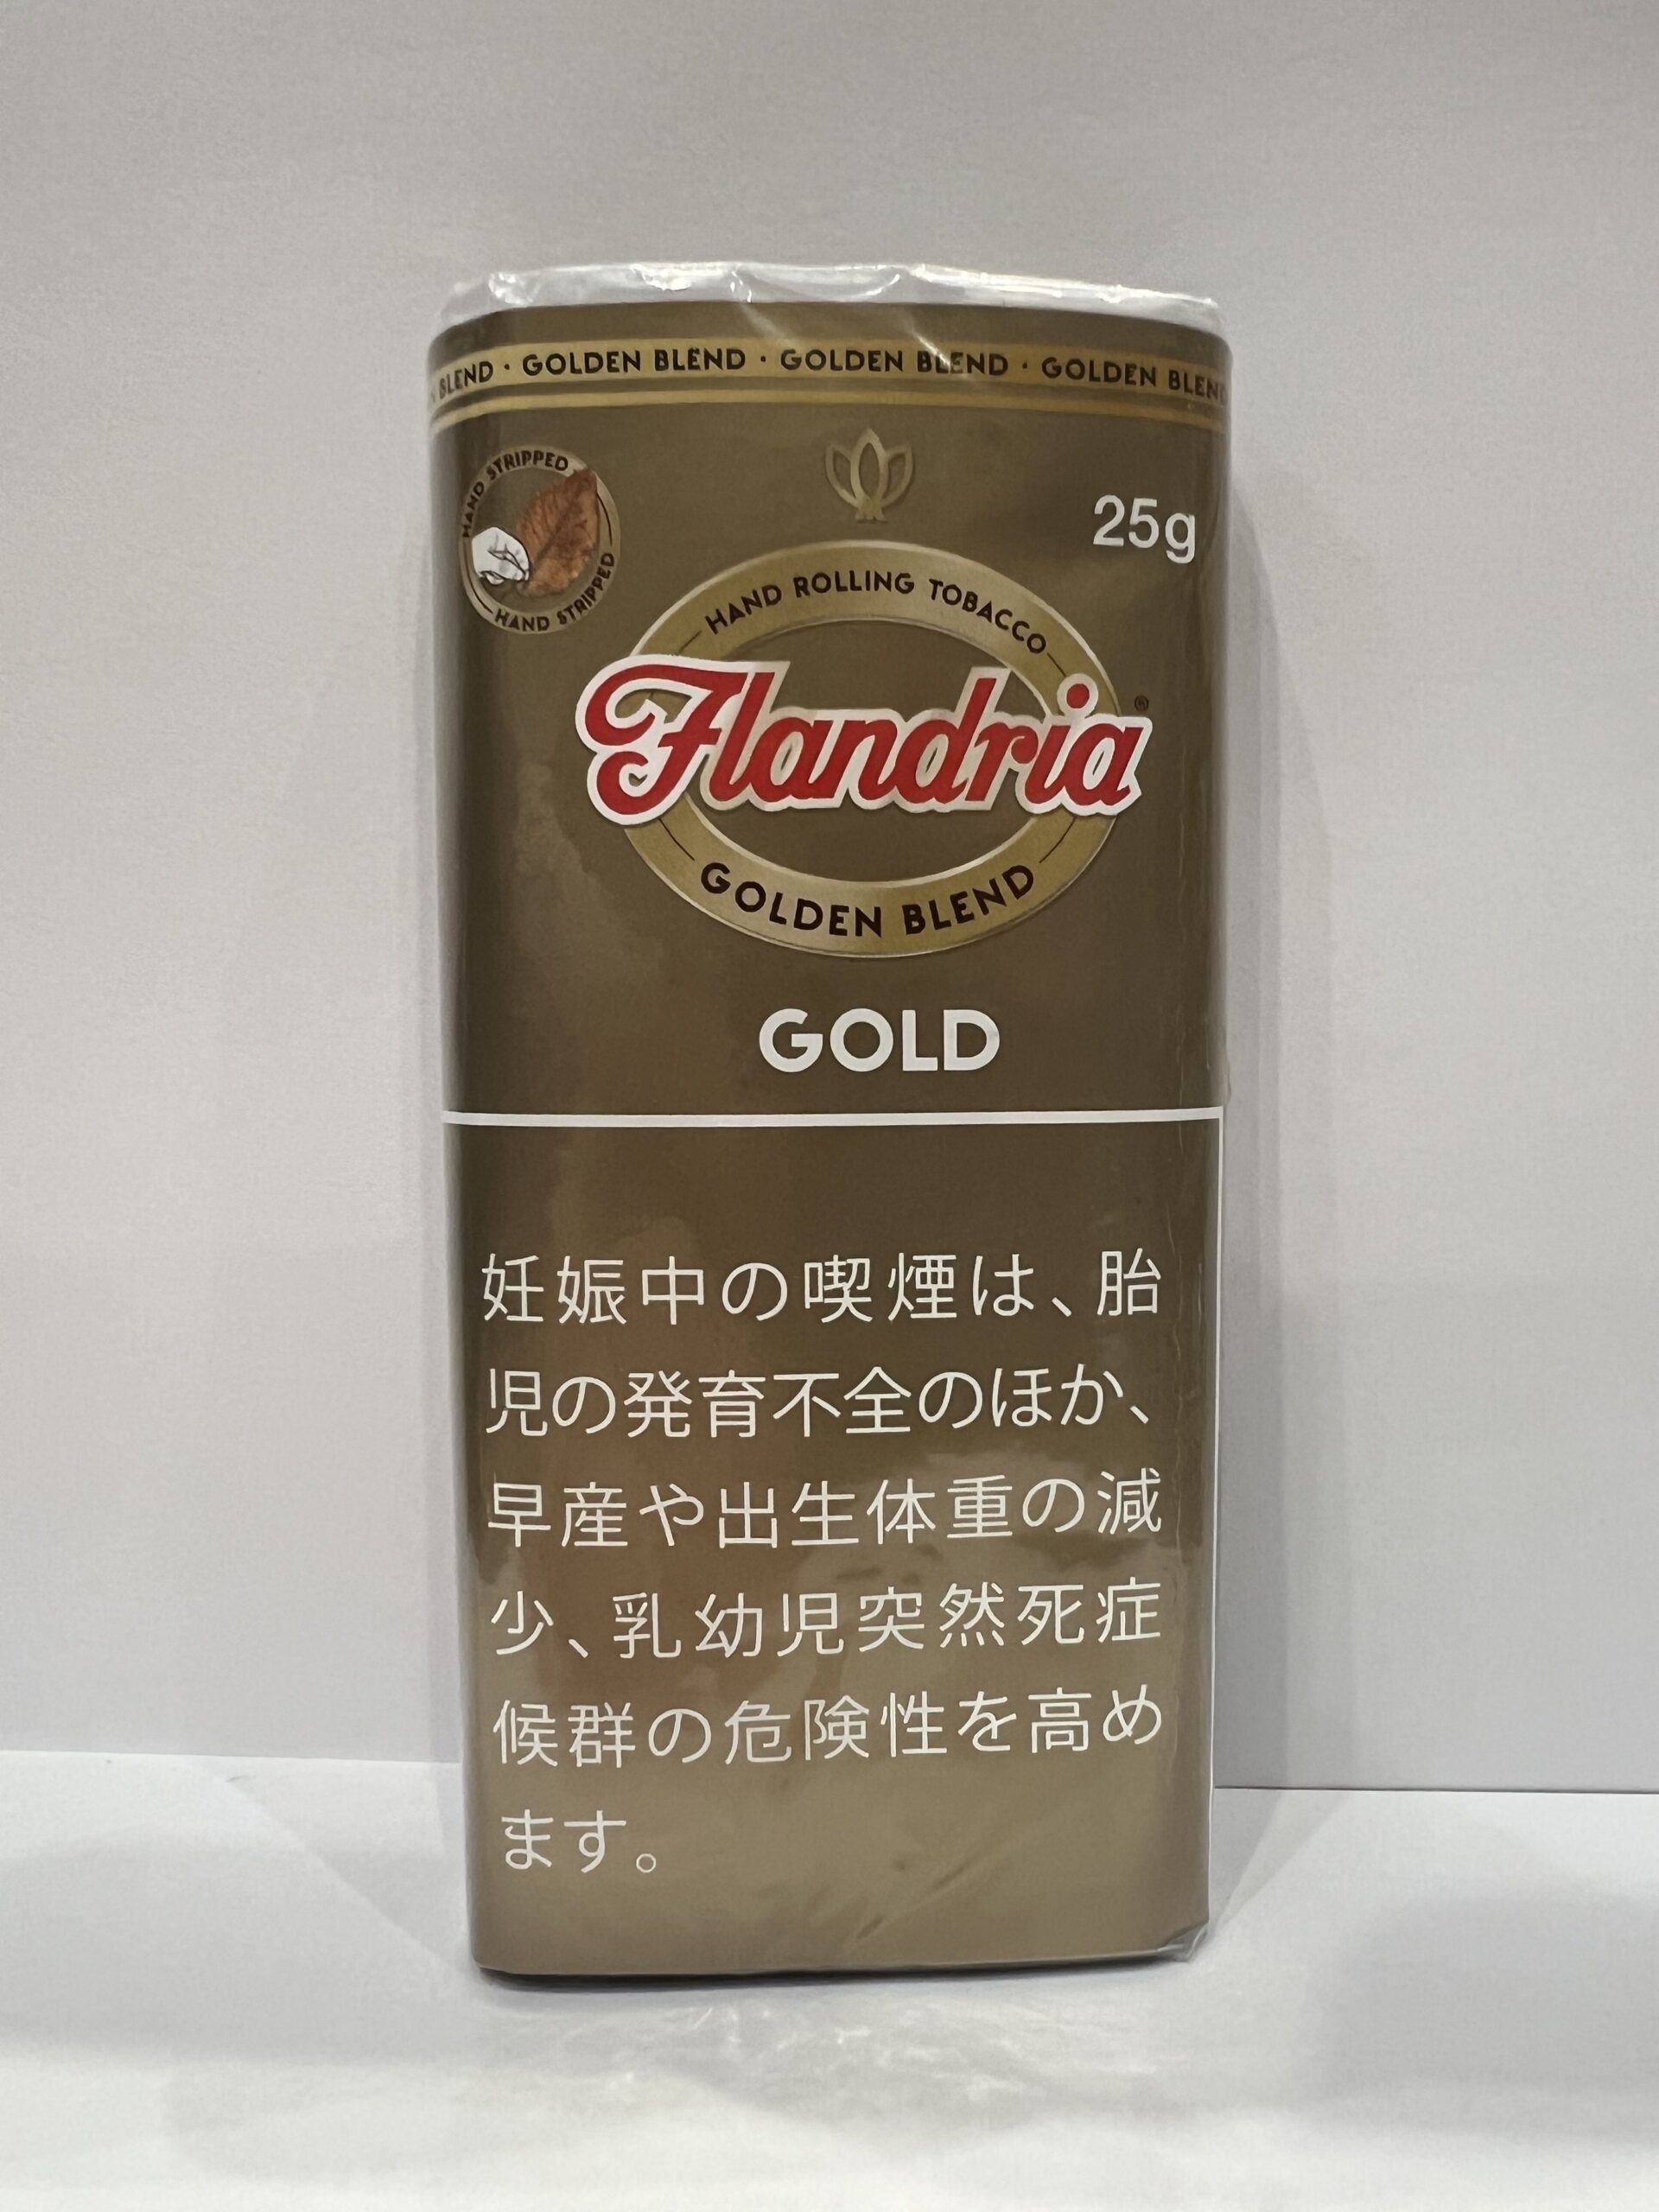 BLEND · GOLDEN BLEND · GOLDEN BLEND · GOLDEN BLEND
HAND STRIPPED
HAND STRIPPED
25g
HAND ROLLING TOBACCO
Flandria®
GOLDEN BLEND
GOLD
妊娠中の喫煙は、胎
児の発育不全のほか、
早産や出生体重の減
少、乳幼児突然死症
候群の危険性を高め
ます。